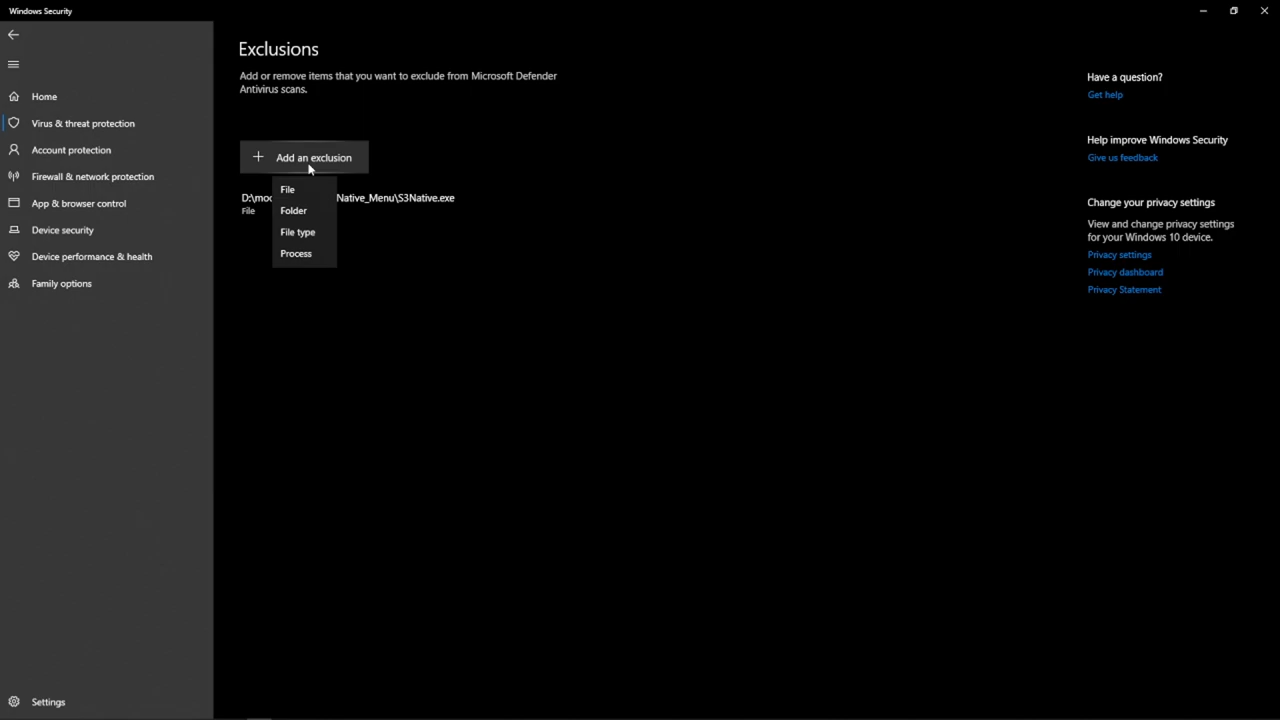 Windows Security
Home
Virus & threat protection
Account protection
Firewall & network protection
App & browser control
Device security
Device performance & health
Family options
Settings
Exclusions
Add or remove items that you want to exclude from Microsoft Defender
Antivirus scans.
Add an exclusion
D:\moc Native_Menu\S3Native.exe
File
File
Folder
File type
Process
Have a question?
Get help
Help improve Windows Security
Give us feedback
Change your privacy settings
View and change privacy settings
for your Windows 10 device.
Privacy settings
Privacy dashboard
Privacy Statement